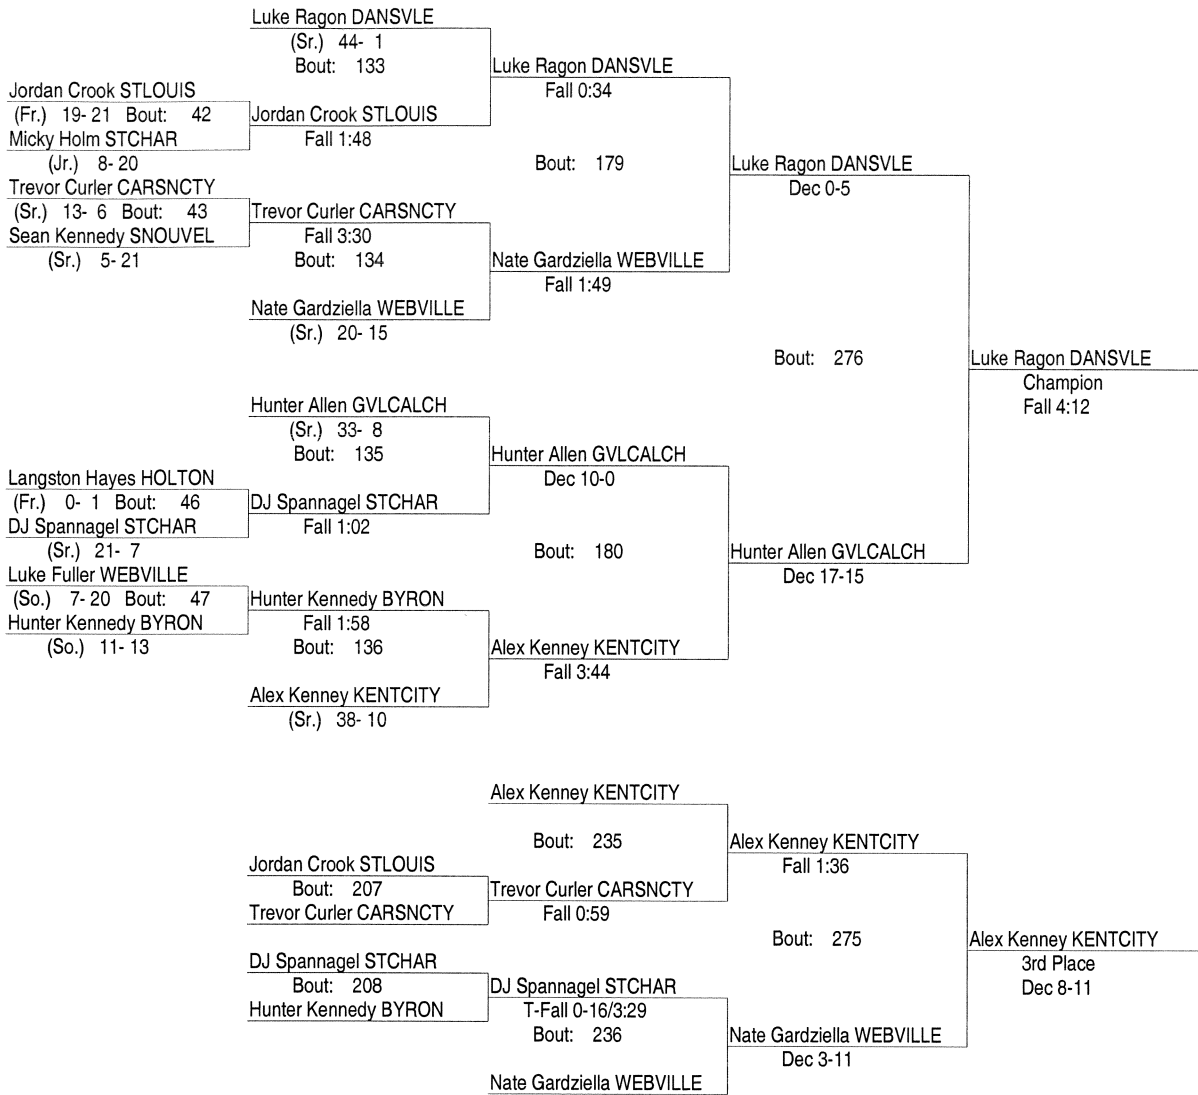 Luke Ragon DANSVLE
(Sr.) 44- 1
Bout: 133
Luke Ragon DANSVLE
Fall 0:34
Jordan Crook STLOUIS
(Fr.) 19- 21 Bout: 42
Jordan Crook STLOUIS
Fall 1:48
Micky Holm STCHAR
(Jr.) 8- 20
Bout: 179
Luke Ragon DANSVLE
Dec 0-5
Trevor Curler CARSNCTY
(Sr.) 13- 6 Bout: 43
Trevor Curler CARSNCTY
Fall 3:30
Sean Kennedy SNOUVEL
(Sr.) 5- 21
Bout: 134
Nate Gardziella WEBVILLE
Fall 1:49
Nate Gardziella WEBVILLE
(Sr.) 20- 15
Bout: 276
Luke Ragon DANSVLE
Champion
Fall 4:12
Hunter Allen GVLCALCH
(Sr.) 33- 8
Bout: 135
Hunter Allen GVLCALCH
Dec 10-0
Langston Hayes HOLTON
(Fr.) 0- 1 Bout: 46
DJ Spannagel STCHAR
Fall 1:02
DJ Spannagel STCHAR
(Sr.) 21- 7
Bout: 180
Hunter Allen GVLCALCH
Dec 17-15
Luke Fuller WEBVILLE
(So.) 7- 20 Bout: 47
Hunter Kennedy BYRON
Fall 1:58
Hunter Kennedy BYRON
(So.) 11- 13
Bout: 136
Alex Kenney KENTCITY
Fall 3:44
Alex Kenney KENTCITY
(Sr.) 38- 10
Alex Kenney KENTCITY
Bout: 235
Alex Kenney KENTCITY
Fall 1:36
Jordan Crook STLOUIS
Bout: 207
Trevor Curler CARSNCTY
Fall 0:59
Trevor Curler CARSNCTY
Bout: 275
Alex Kenney KENTCITY
3rd Place
Dec 8-11
DJ Spannagel STCHAR
Bout: 208
DJ Spannagel STCHAR
T-Fall 0-16/3:29
Hunter Kennedy BYRON
Bout: 236
Nate Gardziella WEBVILLE
Dec 3-11
Nate Gardziella WEBVILLE